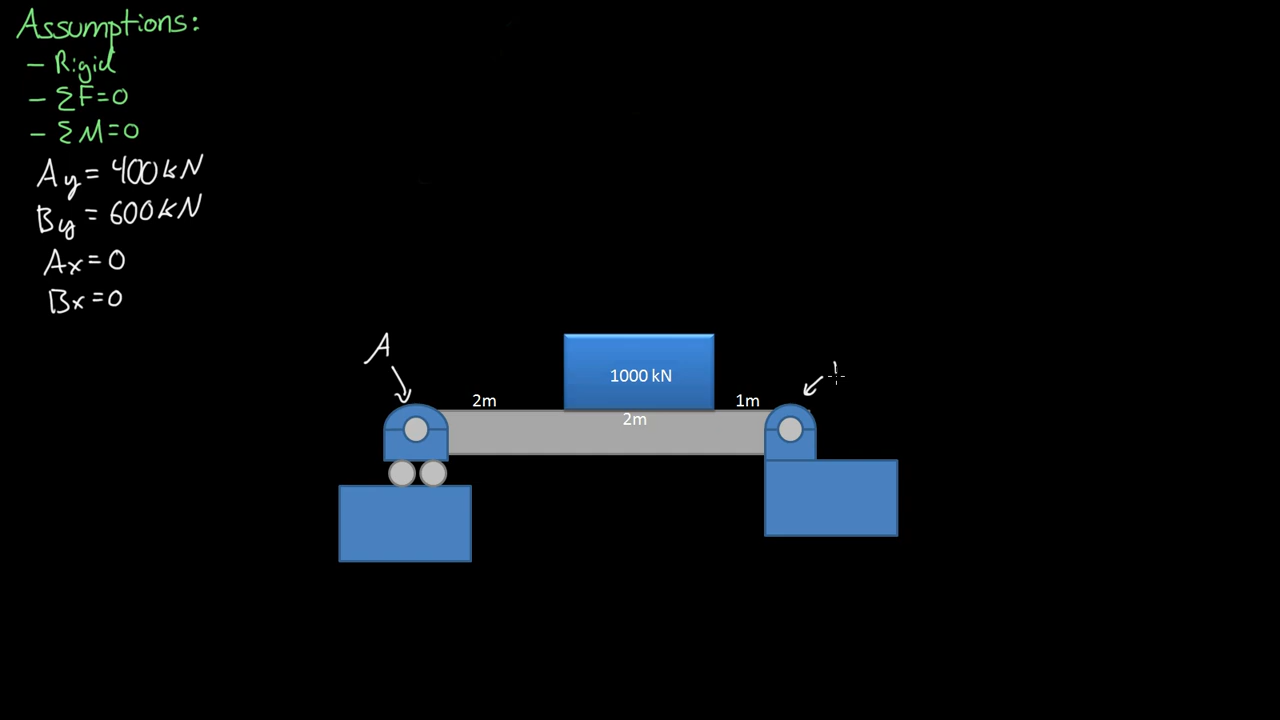 Assumptions:
- Rigid
- ΣF=0
- ΣM=0
Ay = 400kN
By = 600kN
Ax=0
Bx=0
A
1000 kN
2m
1m
2m